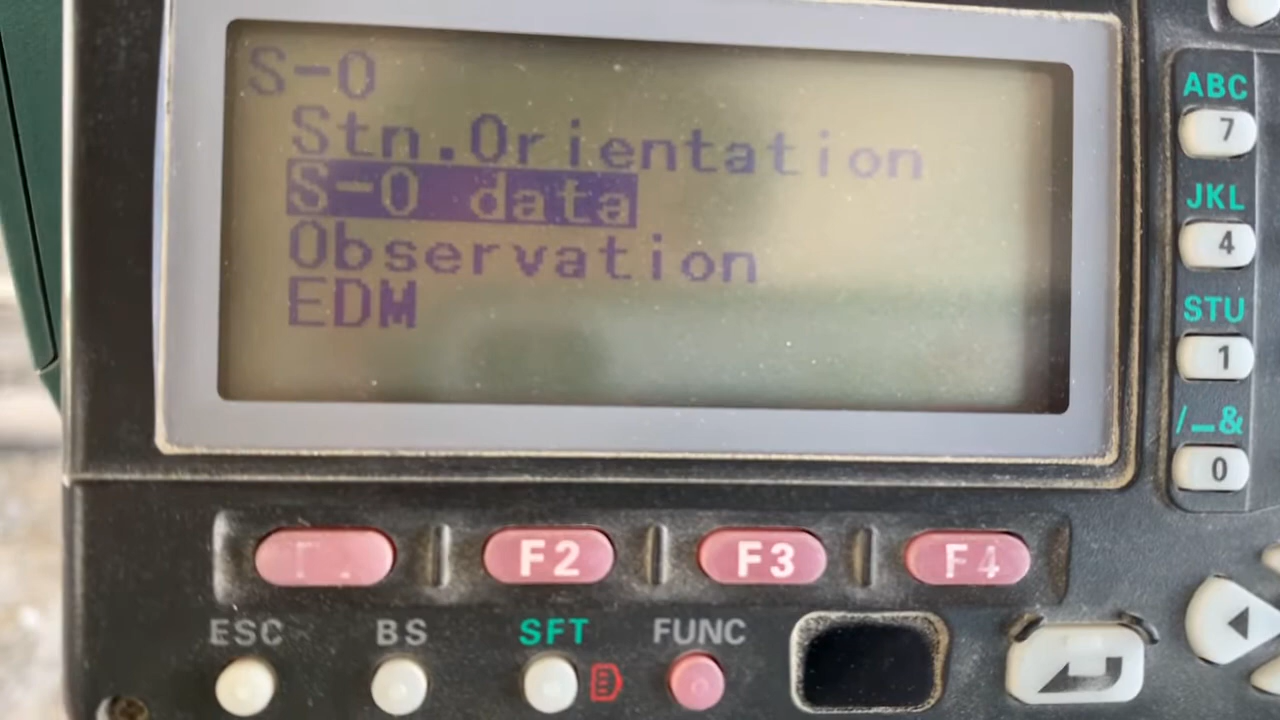 S-O
Stn.Orientation
S-O data
Observation
EDM
ABC
7
JKL
4
STU
1
/_&
0
F2
F3
F4
ESC
BS
SFT
FUNC